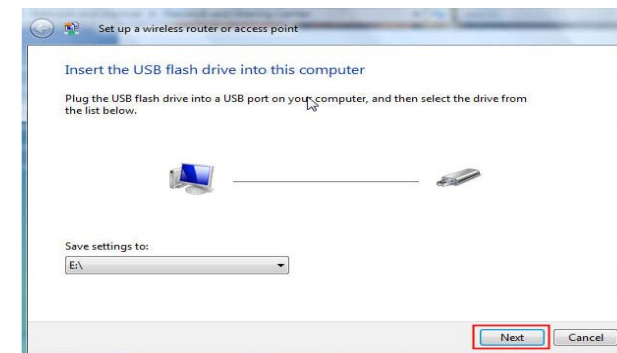 Set up a wireless router or access point
Insert the USB flash drive into this computer
Plug the USB flash drive into a USB port on your computer, and then select the drive from
the list below.
Save settings to:
E:\
Next
Cancel